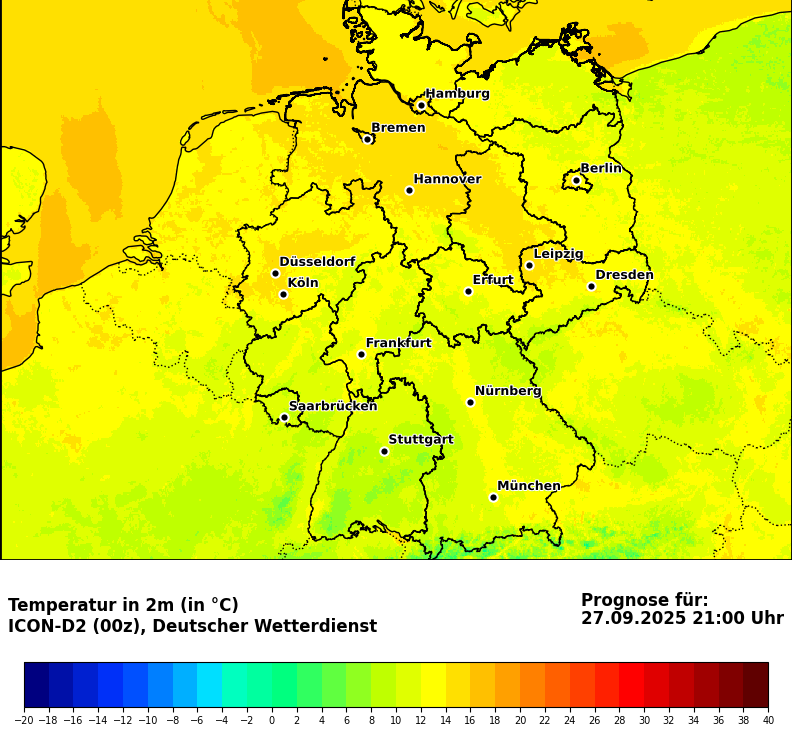 Hamburg
Bremen
Hannover
Berlin
Düsseldorf
Köln
Leipzig
Erfurt
Dresden
Frankfurt
Saarbrücken
Nürnberg
Stuttgart
München
Temperatur in 2m (in °C)
ICON-D2 (00z), Deutscher Wetterdienst
Prognose für:
27.09.2025 21:00 Uhr
−20 −18 −16 −14 −12 −10 −8 −6 −4 −2 0 2 4 6 8 10 12 14 16 18 20 22 24 26 28 30 32 34 36 38 40